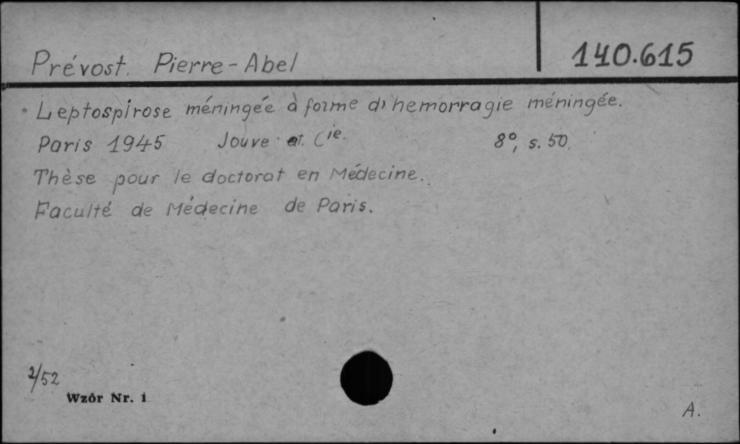 Prévost. Pierre-Abel
140.615
Leptospirose méningée à forme d'hemorragie méningée.
Paris 1945 Jouve et Cie. 8°, s. 50.
Thèse pour le doctorat en Médecine.
Faculté de Médecine de Paris.
2/52
Wzór Nr. 1
A.